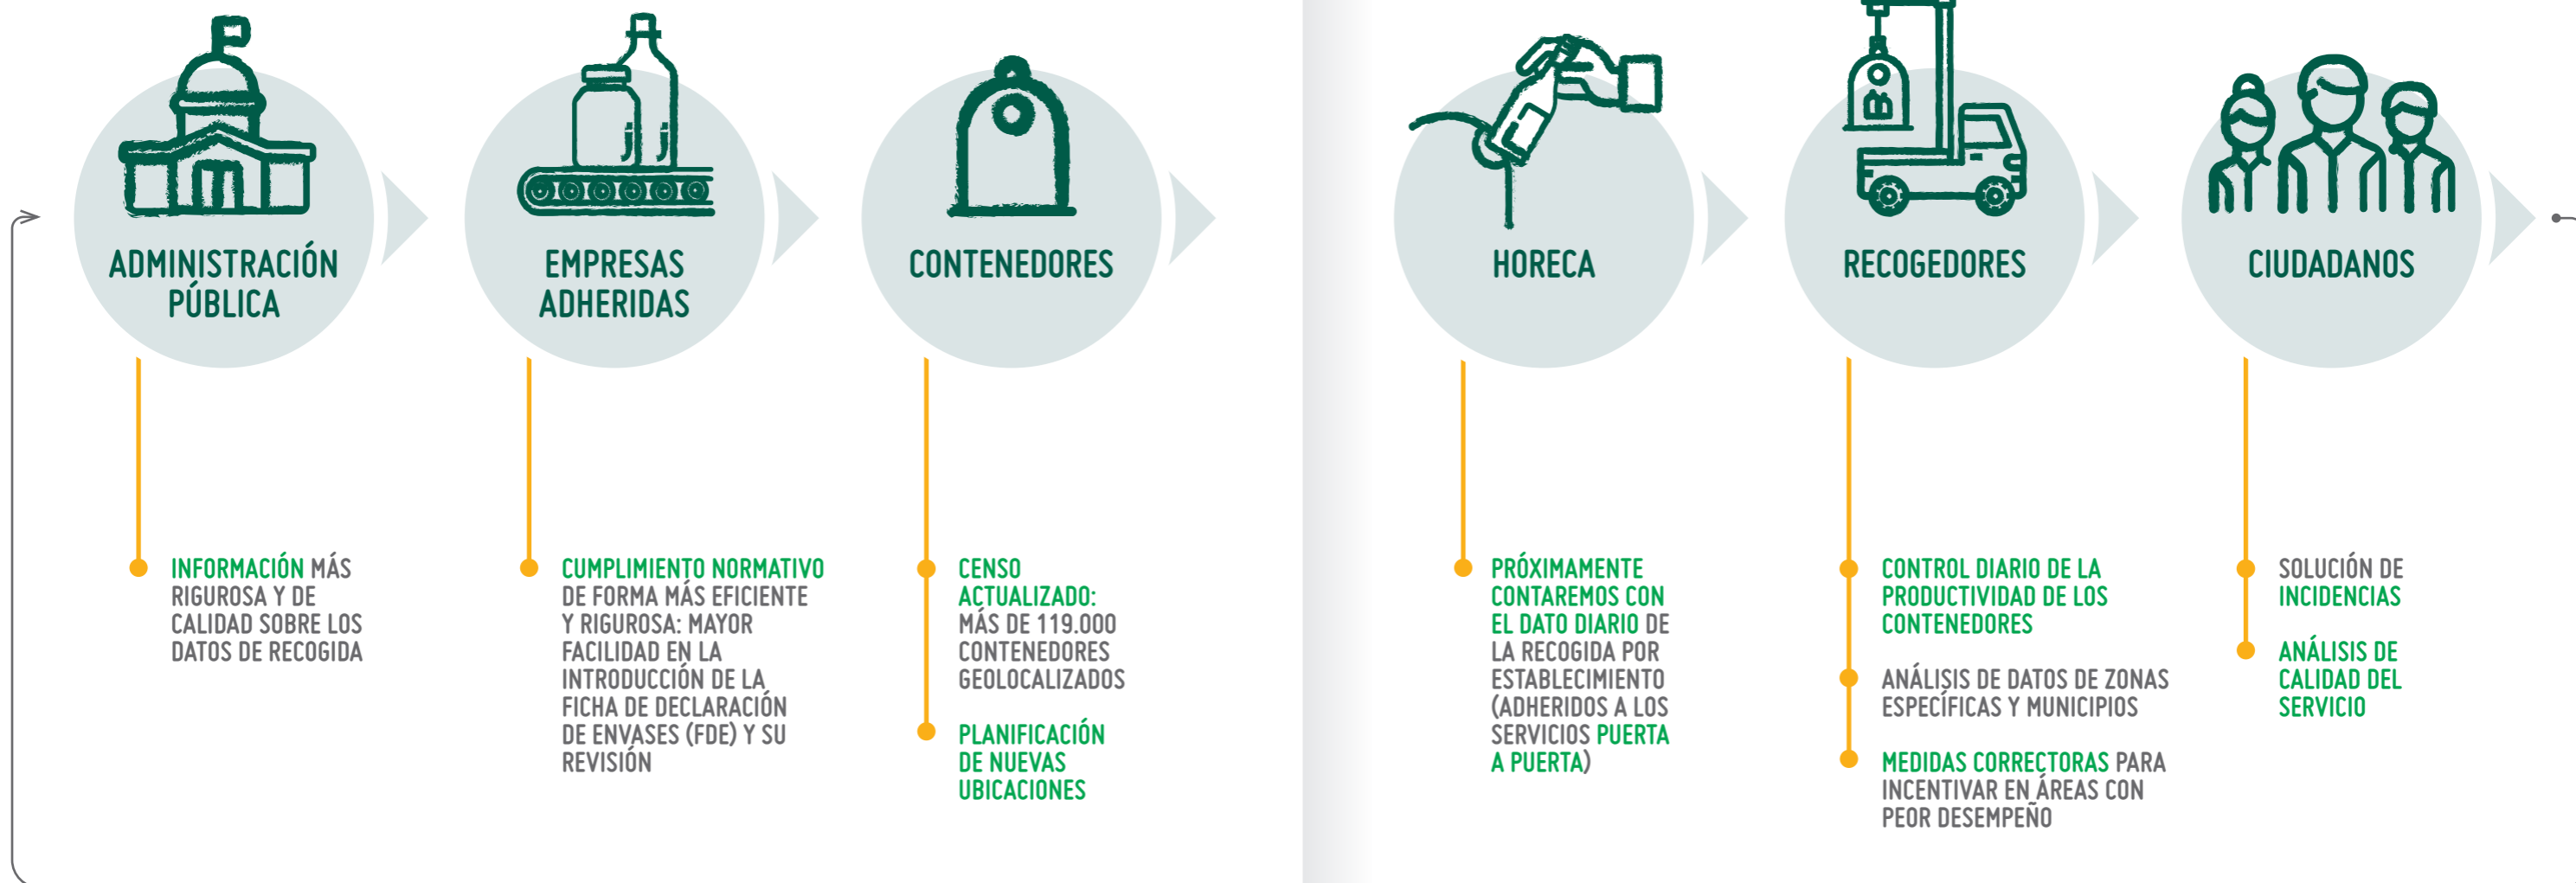 ADMINISTRACIÓN
PÚBLICA
INFORMACIÓN MÁS
RIGUROSA Y DE
CALIDAD SOBRE LOS
DATOS DE RECOGIDA
EMPRESAS
ADHERIDAS
CUMPLIMIENTO NORMATIVO
DE FORMA MÁS EFICIENTE
Y RIGUROSA: MAYOR
FACILIDAD EN LA
INTRODUCCIÓN DE LA
FICHA DE DECLARACIÓN
DE ENVASES (FDE) Y SU
REVISIÓN
CONTENEDORES
CENSO
ACTUALIZADO:
MÁS DE 119.000
CONTENEDORES
GEOLOCALIZADOS
PLANIFICACIÓN
DE NUEVAS
UBICACIONES
HORECA
PRÓXIMAMENTE
CONTAREMOS CON
EL DATO DIARIO DE
LA RECOGIDA POR
ESTABLECIMIENTO
(ADHERIDOS A LOS
SERVICIOS PUERTA
A PUERTA)
RECOGEDORES
CONTROL DIARIO DE LA
PRODUCTIVIDAD DE LOS
CONTENEDORES
ANÁLISIS DE DATOS DE ZONAS
ESPECÍFICAS Y MUNICIPIOS
MEDIDAS CORRECTORAS PARA
INCENTIVAR EN ÁREAS CON
PEOR DESEMPEÑO
CIUDADANOS
SOLUCIÓN DE
INCIDENCIAS
ANÁLISIS DE
CALIDAD DEL
SERVICIO